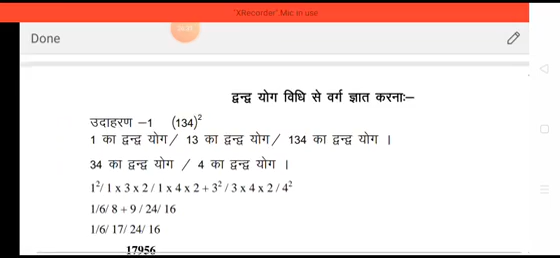 "XRecorder".Mic in use
Done
द्वन्द्व योग विधि से वर्ग ज्ञात करनाः–
उदाहरण –1 (134)²
1 का द्वन्द्व योग / 13 का द्वन्द्व योग / 134 का द्वन्द्व योग ।
34 का द्वन्द्व योग / 4 का द्वन्द्व योग ।
1²/ 1 x 3 x 2 / 1 x 4 x 2 + 3² / 3 x 4 x 2 / 4²
1/6/ 8 + 9 / 24/ 16
1/6/ 17/ 24/ 16
17956